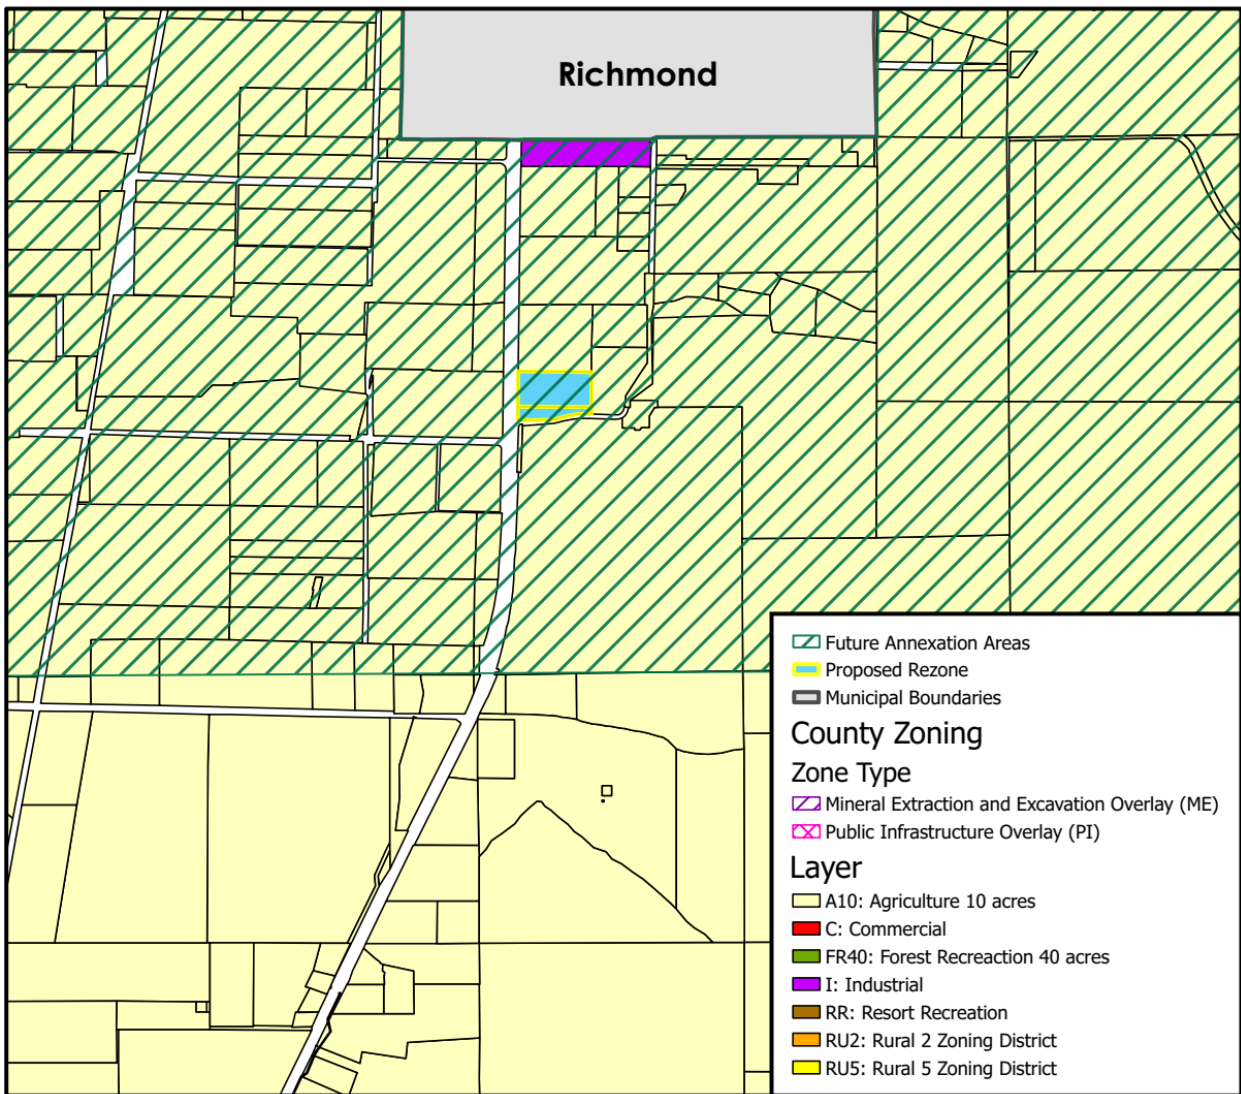 Richmond
Future Annexation Areas
Proposed Rezone
Municipal Boundaries
County Zoning
Zone Type
Mineral Extraction and Excavation Overlay (ME)
Public Infrastructure Overlay (PI)
Layer
A10: Agriculture 10 acres
C: Commercial
FR40: Forest Recreaction 40 acres
I: Industrial
RR: Resort Recreation
RU2: Rural 2 Zoning District
RU5: Rural 5 Zoning District